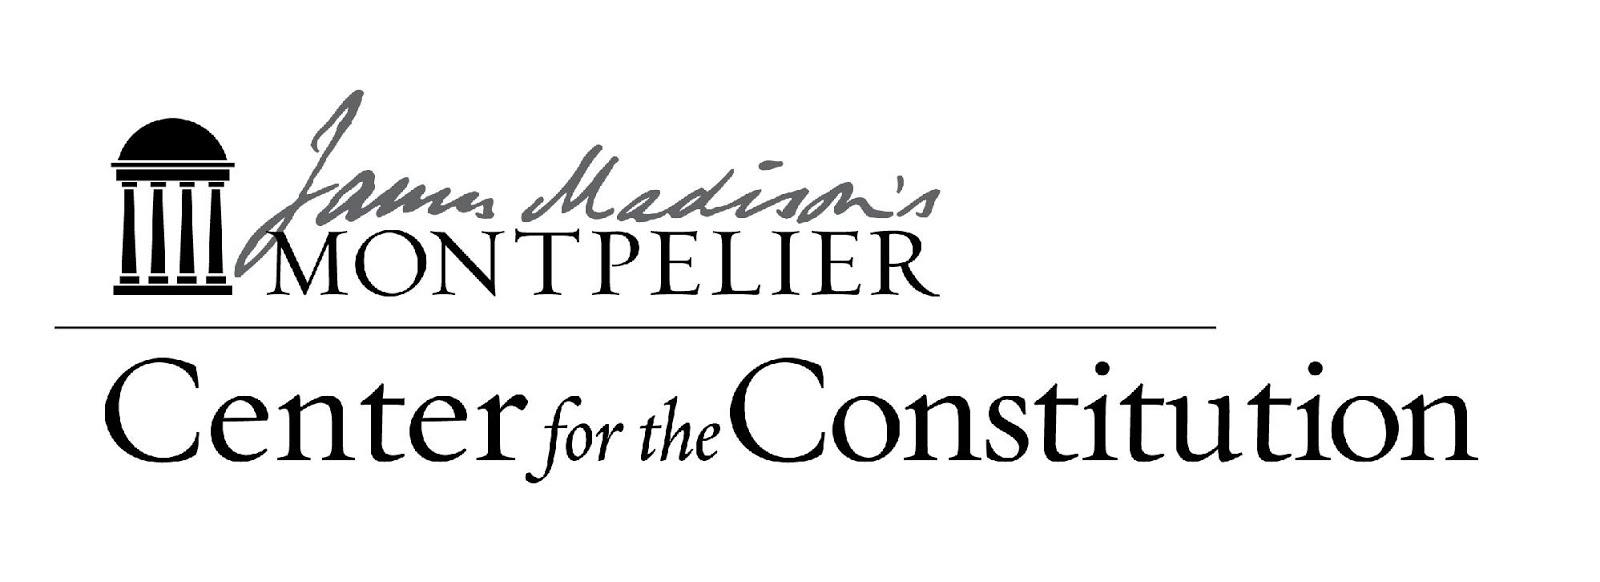 James Madison's
MONTPELIER
Center for the Constitution